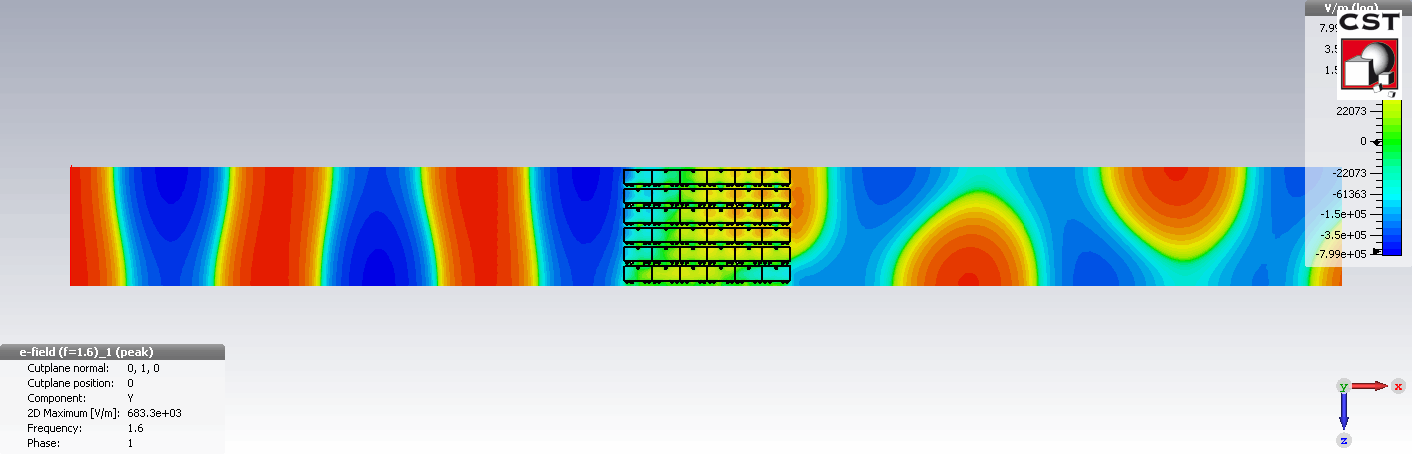 V/m (log)
CST
7.99
3.5
1.5
22073
0
-22073
-61363
-1.5e+05
-3.5e+05
-7.99e+05
e-field (f=1.6)_1 (peak)
Cutplane normal: 0, 1, 0
Cutplane position: 0
Component: Y
2D Maximum [V/m]: 683.3e+03
Frequency: 1.6
Phase: 1
y x
z